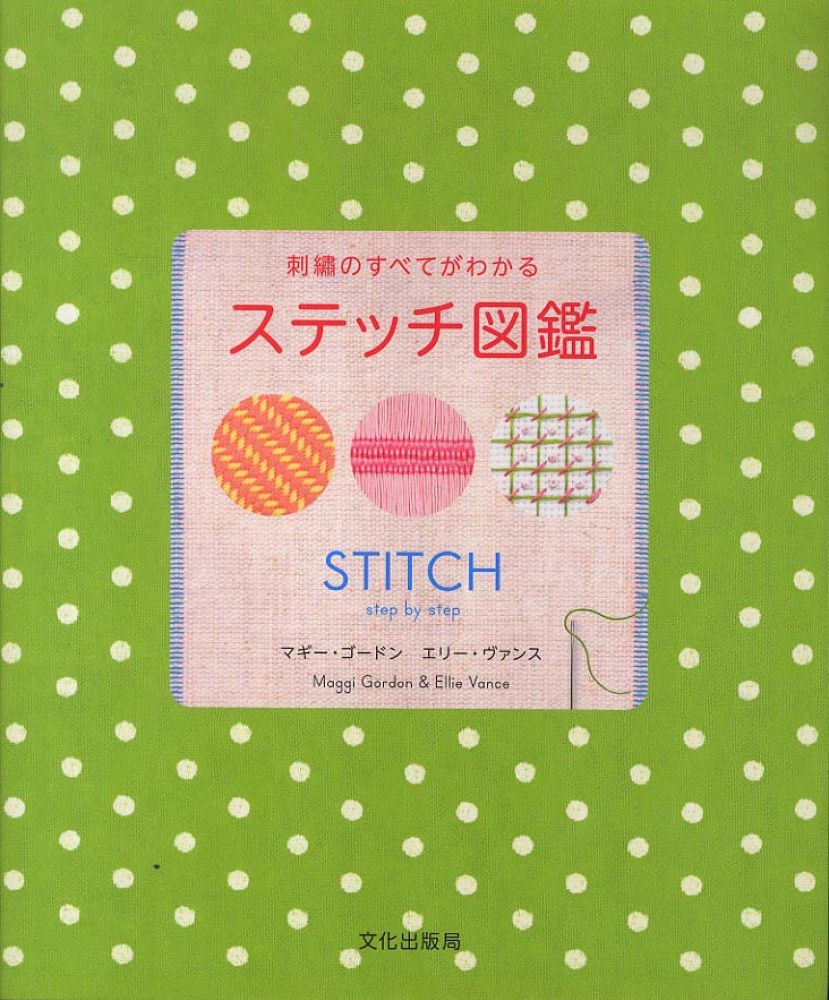 刺繡のすべてがわかる
ステッチ図鑑
STITCH
step by step
マギー・ゴードン　エリー・ヴァンス
Maggi Gordon & Ellie Vance
文化出版局